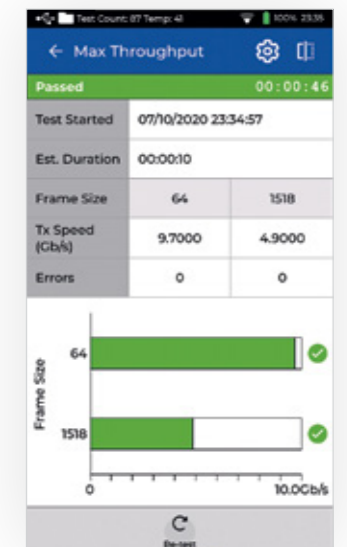 Test Count: 87 Temp: 41 100% 23:35
← Max Throughput
Passed 00:00:46
Test Started 07/10/2020 23:34:57
Est. Duration 00:00:10
Frame Size 64 1518
Tx Speed (Gb/s) 9.7000 4.9000
Errors 0 0
Frame Size
64
1518
0 10.0Gb/s
Re-test